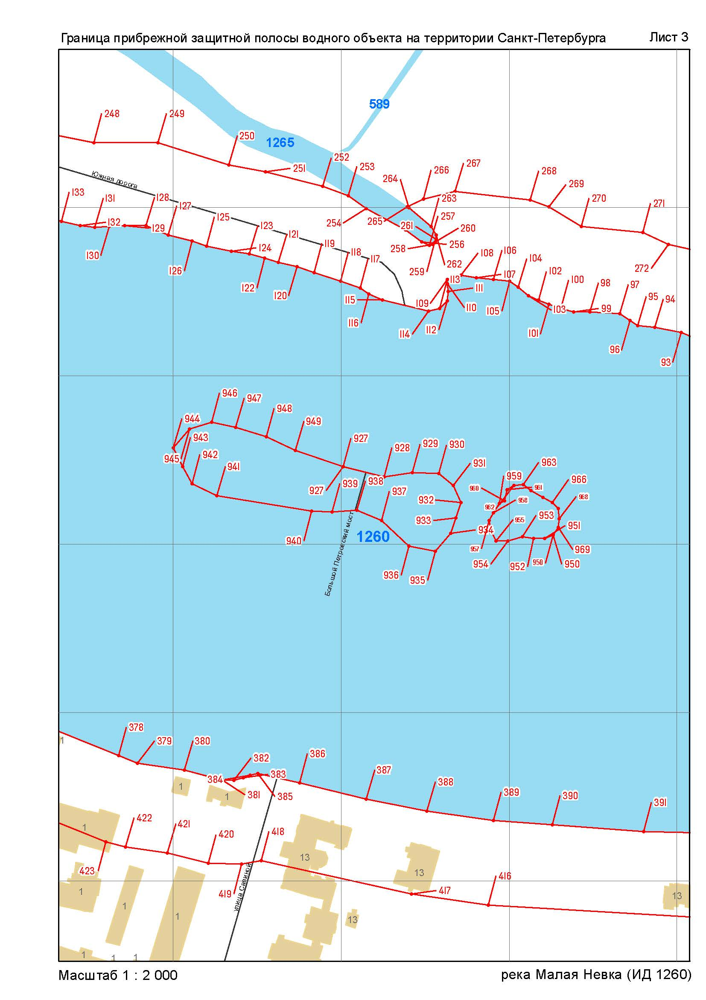 Граница прибрежной защитной полосы водного объекта на территории Санкт-Петербурга Лист 3
589
248 249
250
1265
252
251 253
266 267
264 268
269
Южная дорога
133 131 128 263 270 271
127
125 257
132 254 265 261
129 123 260
121
119 256
130 124 258 118 108 106
117 104
262 272
126 259 102
113 107 100
98 97
122 111
120 115 109 95 94
110 105 103 99
116
112
114 101
96
93
946
947
948
944 949
943
927
942 945 928 929 930
941 931 963
959
939 938 966
927 937 960 961
932 958 968
962
933 955 953
934 951
Большой Петровский мост
1260
940 957 969
954 952 950 950
936
935
378
379 380
1
382 386
387
384 383
388
1 381 385
1 389 390
391
422 421
1 420 418
13
423 13
419 417 416
улица Савиной
1 13
1
1 13
1 1 1
Масштаб 1 : 2 000 река Малая Невка (ИД 1260)